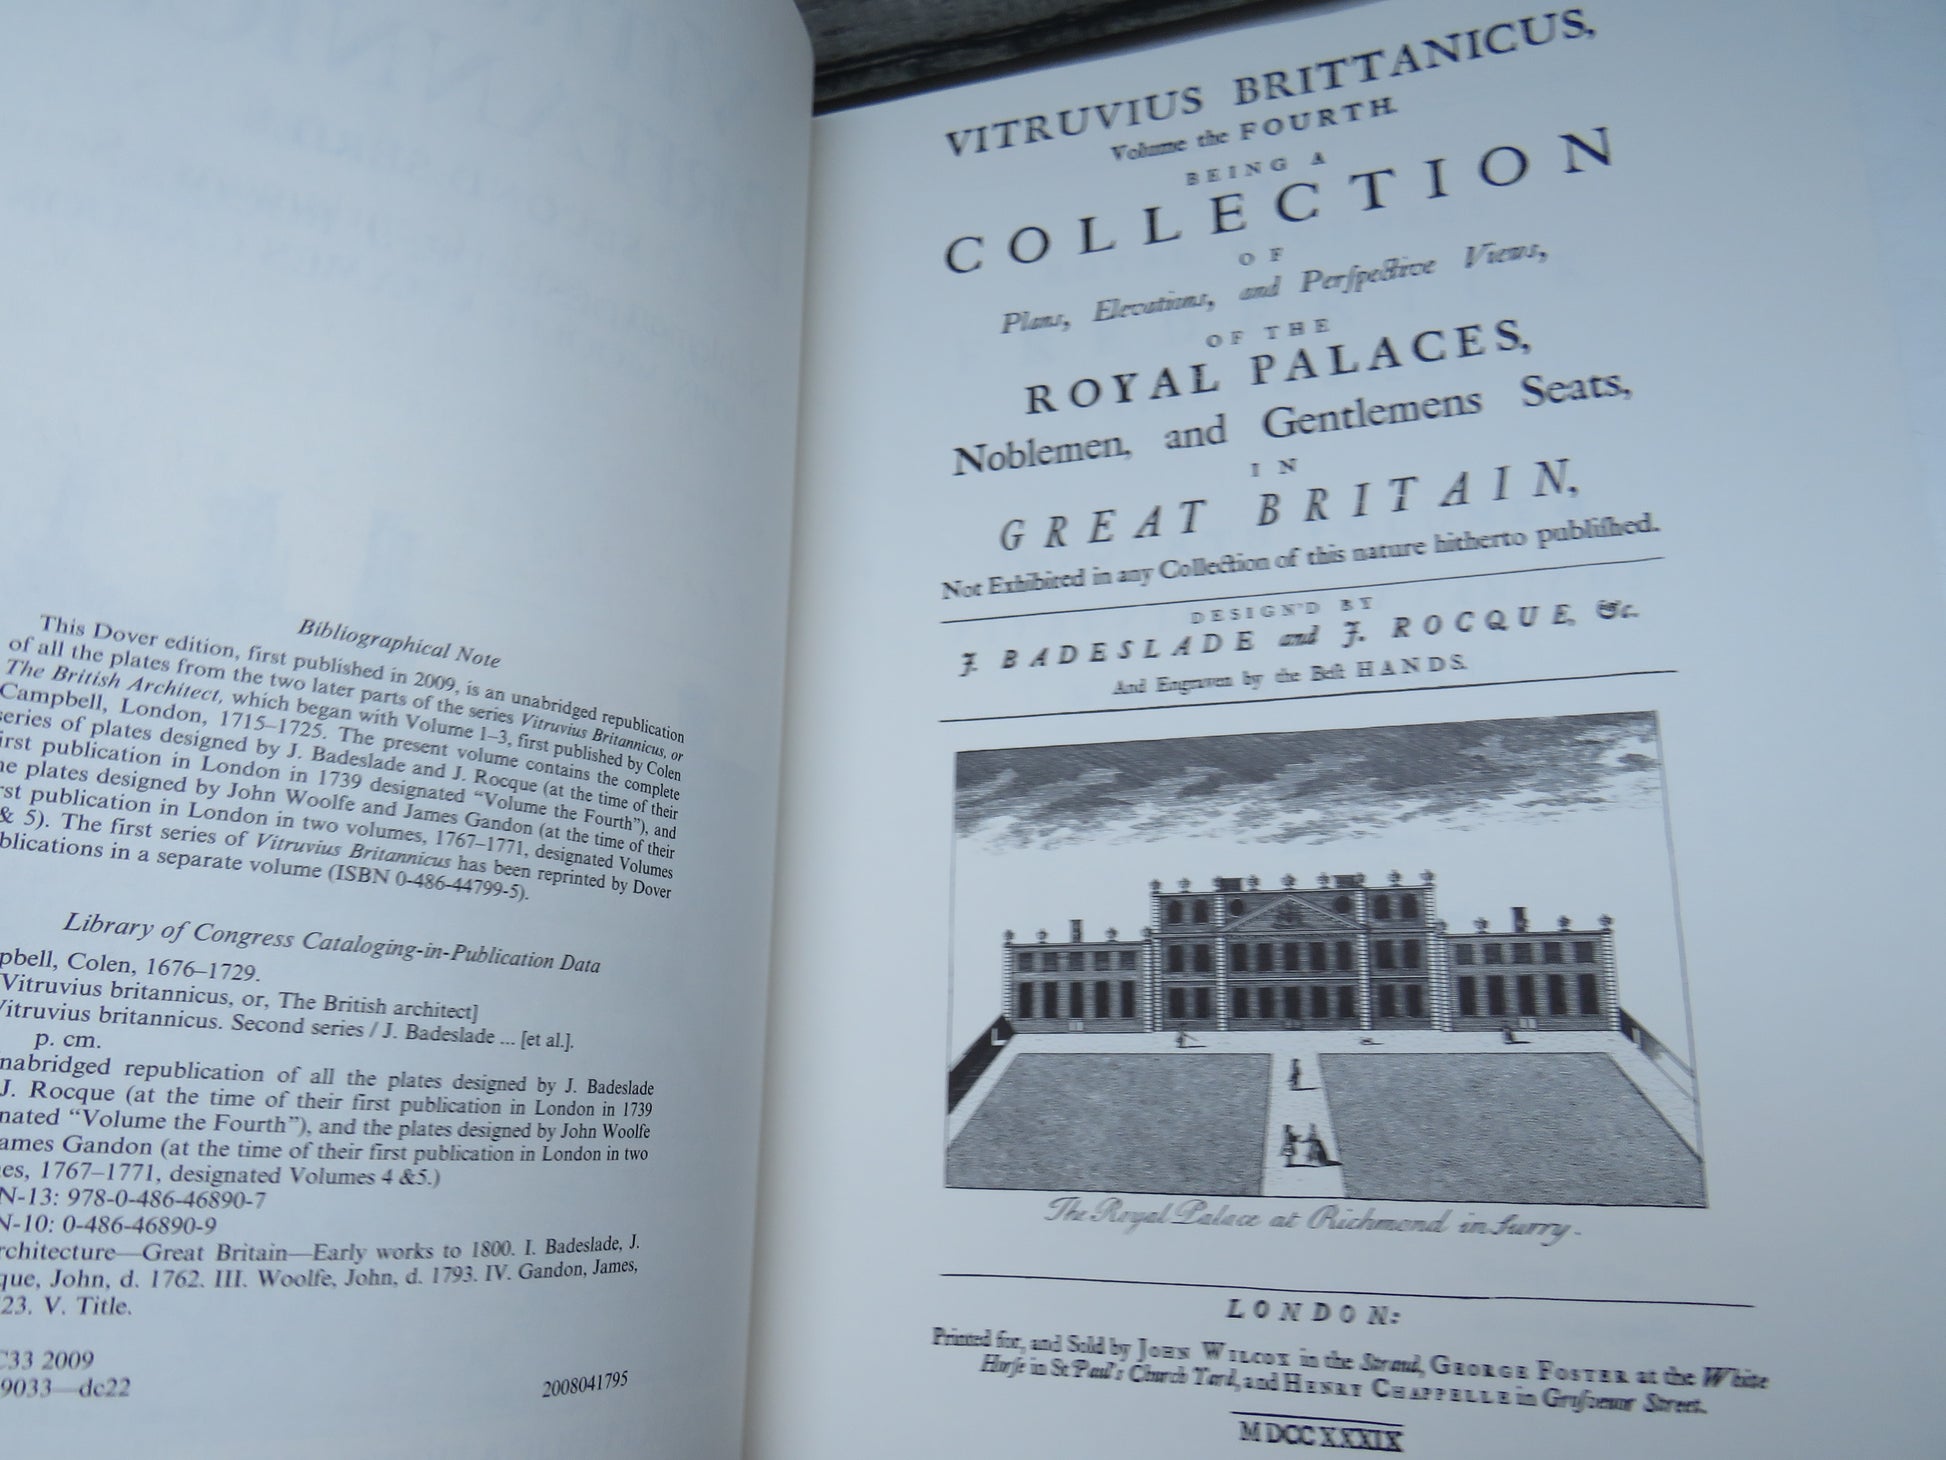 Bibliographical Note
This Dover edition, first published in 2009, is an unabridged republication
of all the plates from the two later parts of the series Vitruvius Britannicus, or
The British Architect, which began with Volume 1–3, first published by Colen
Campbell, London, 1715–1725. The present volume contains the complete
series of plates designed by J. Badeslade and J. Rocque (at the time of their
irst publication in London in 1739 designated “Volume the Fourth”), and
he plates designed by John Woolfe and James Gandon (at the time of their
rst publication in London in two volumes, 1767–1771, designated Volumes
& 5). The first series of Vitruvius Britannicus has been reprinted by Dover
blications in a separate volume (ISBN 0-486-44799-5).
Library of Congress Cataloging-in-Publication Data
pbell, Colen, 1676–1729.
Vitruvius britannicus, or, The British architect]
Vitruvius britannicus. Second series / J. Badeslade ... [et al.].
p. cm.
nabridged republication of all the plates designed by J. Badeslade
J. Rocque (at the time of their first publication in London in 1739
nated “Volume the Fourth”), and the plates designed by John Woolfe
ames Gandon (at the time of their first publication in London in two
es, 1767–1771, designated Volumes 4 &5.)
N-13: 978-0-486-46890-7
N-10: 0-486-46890-9
rchitecture—Great Britain—Early works to 1800. I. Badeslade, J.
que, John, d. 1762. III. Woolfe, John, d. 1793. IV. Gandon, James,
23. V. Title.
C33 2009
9033—dc22
2008041795
VITRUVIUS BRITTANICUS,
Volume the FOURTH.
BEING A
COLLECTION
OF
Plans, Elevations, and Perſpective Views,
OF THE
ROYAL PALACES,
Noblemen, and Gentlemens Seats,
IN
GREAT BRITAIN,
Not Exhibited in any Collection of this nature hitherto publiſhed.
DESIGN'D BY
J. BADESLADE and J. ROCQUE, &c.
And Engraven by the Beſt HANDS.
The Royal Palace at Richmond in Surry.
LONDON:
Printed for, and Sold by JOHN WILCOX in the Strand, GEORGE FOSTER at the White
Horſe in St Paul's Church Yard, and HENRY CHAPPELLE in Groſvenor Street.
MDCCXXXIX